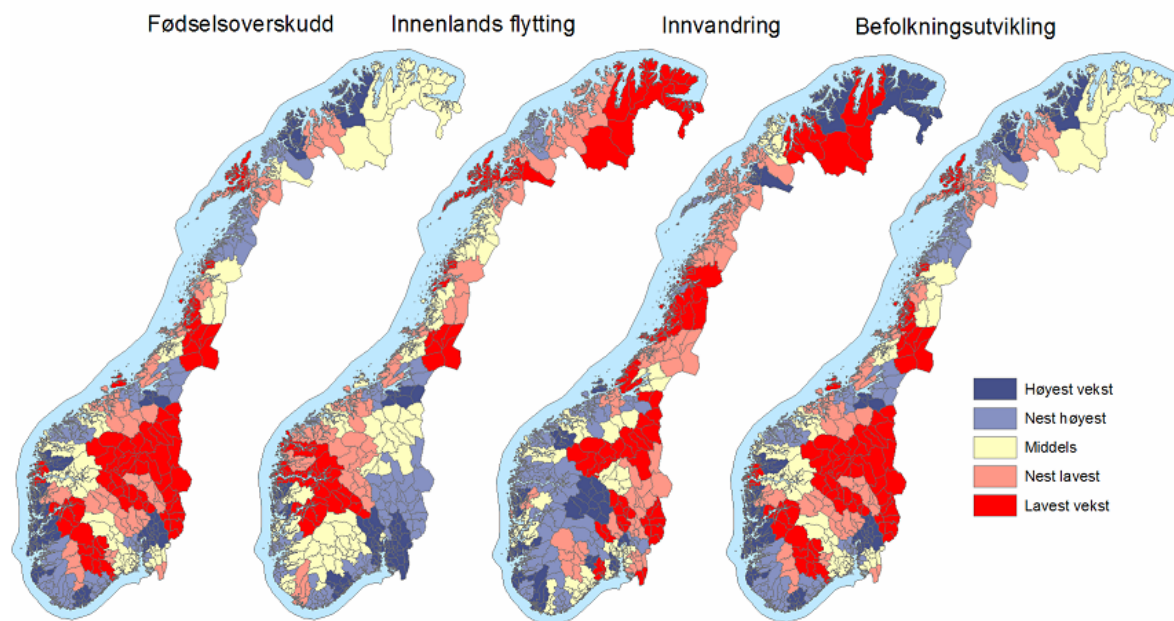 Fødselsoverskudd
Innenlands flytting
Innvandring
Befolkningsutvikling
Høyest vekst
Nest høyest
Middels
Nest lavest
Lavest vekst